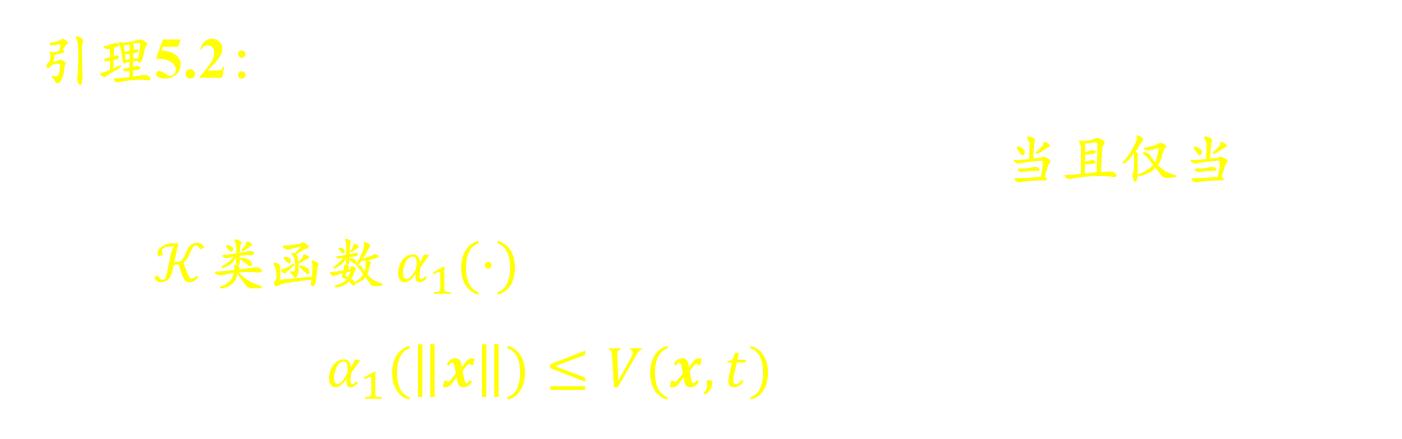 引理5.2：
当且仅当
𝒦类函数 α₁(·)
α₁(‖x‖) ≤ V(x, t)